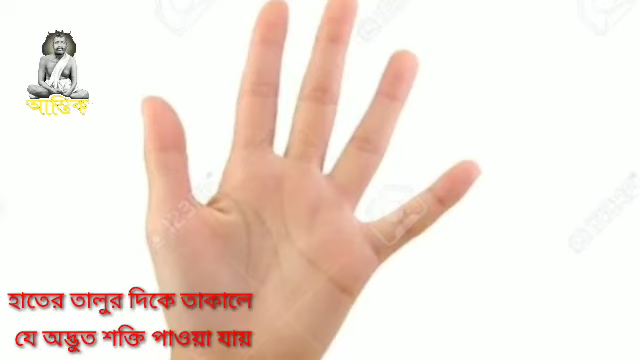 আস্তিক
হাতের তালুর দিকে তাকালে
যে অদ্ভুত শক্তি পাওয়া যায়